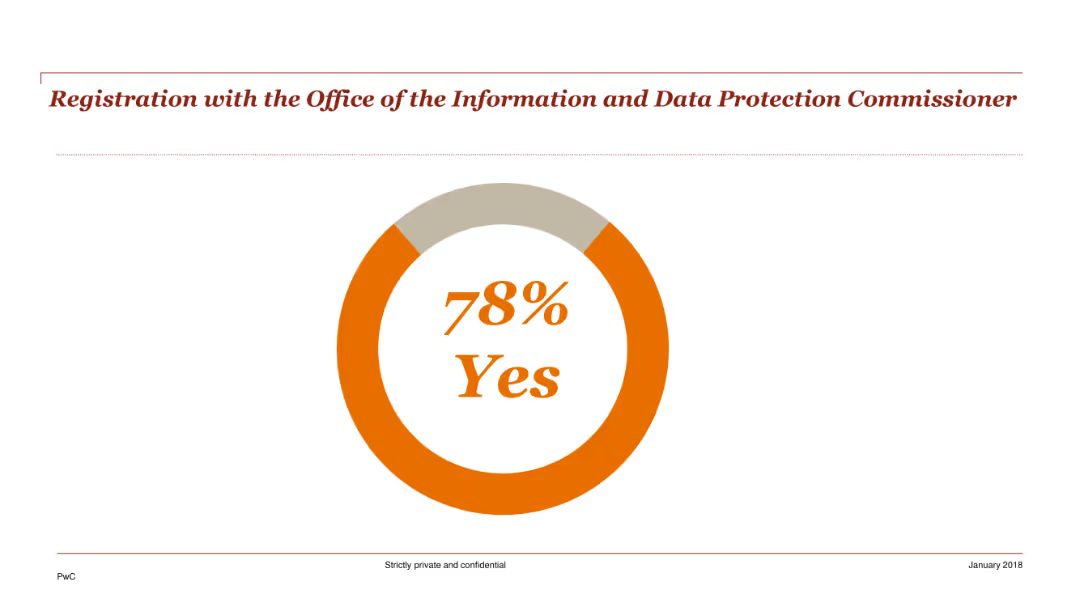 Registration with the Office of the Information and Data Protection Commissioner
78%
Yes
Strictly private and confidential
January 2018
PwC